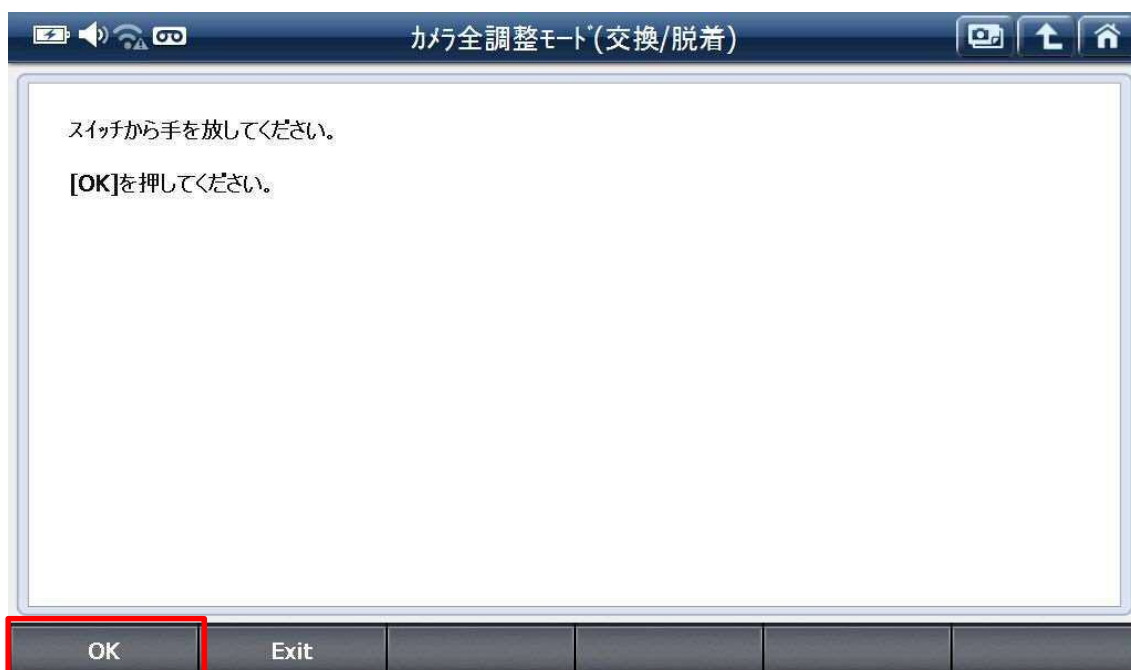 カメラ全調整モード(交換/脱着)
スイッチから手を放してください。
[OK]を押してください。
OK Exit